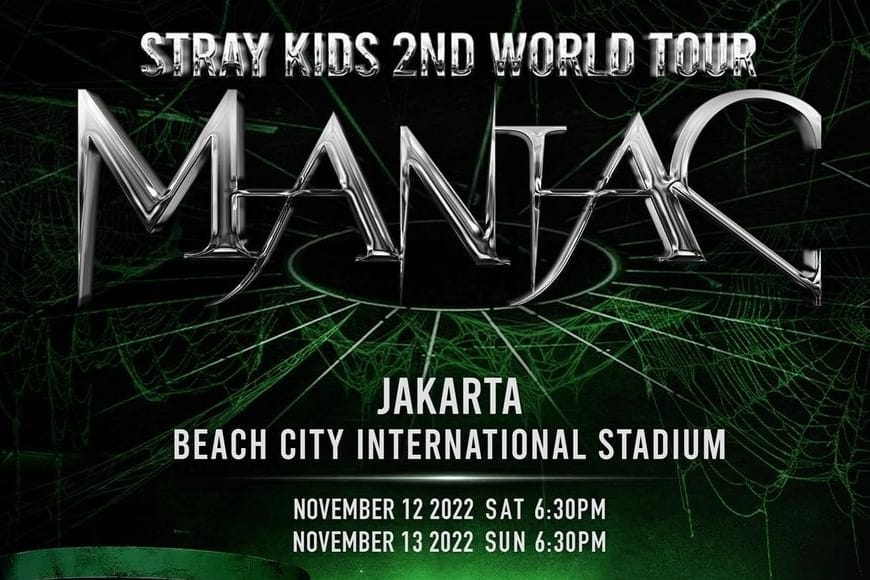 STRAY KIDS 2ND WORLD TOUR
MANIAC
JAKARTA
BEACH CITY INTERNATIONAL STADIUM
NOVEMBER 12 2022 SAT 6:30PM
NOVEMBER 13 2022 SUN 6:30PM